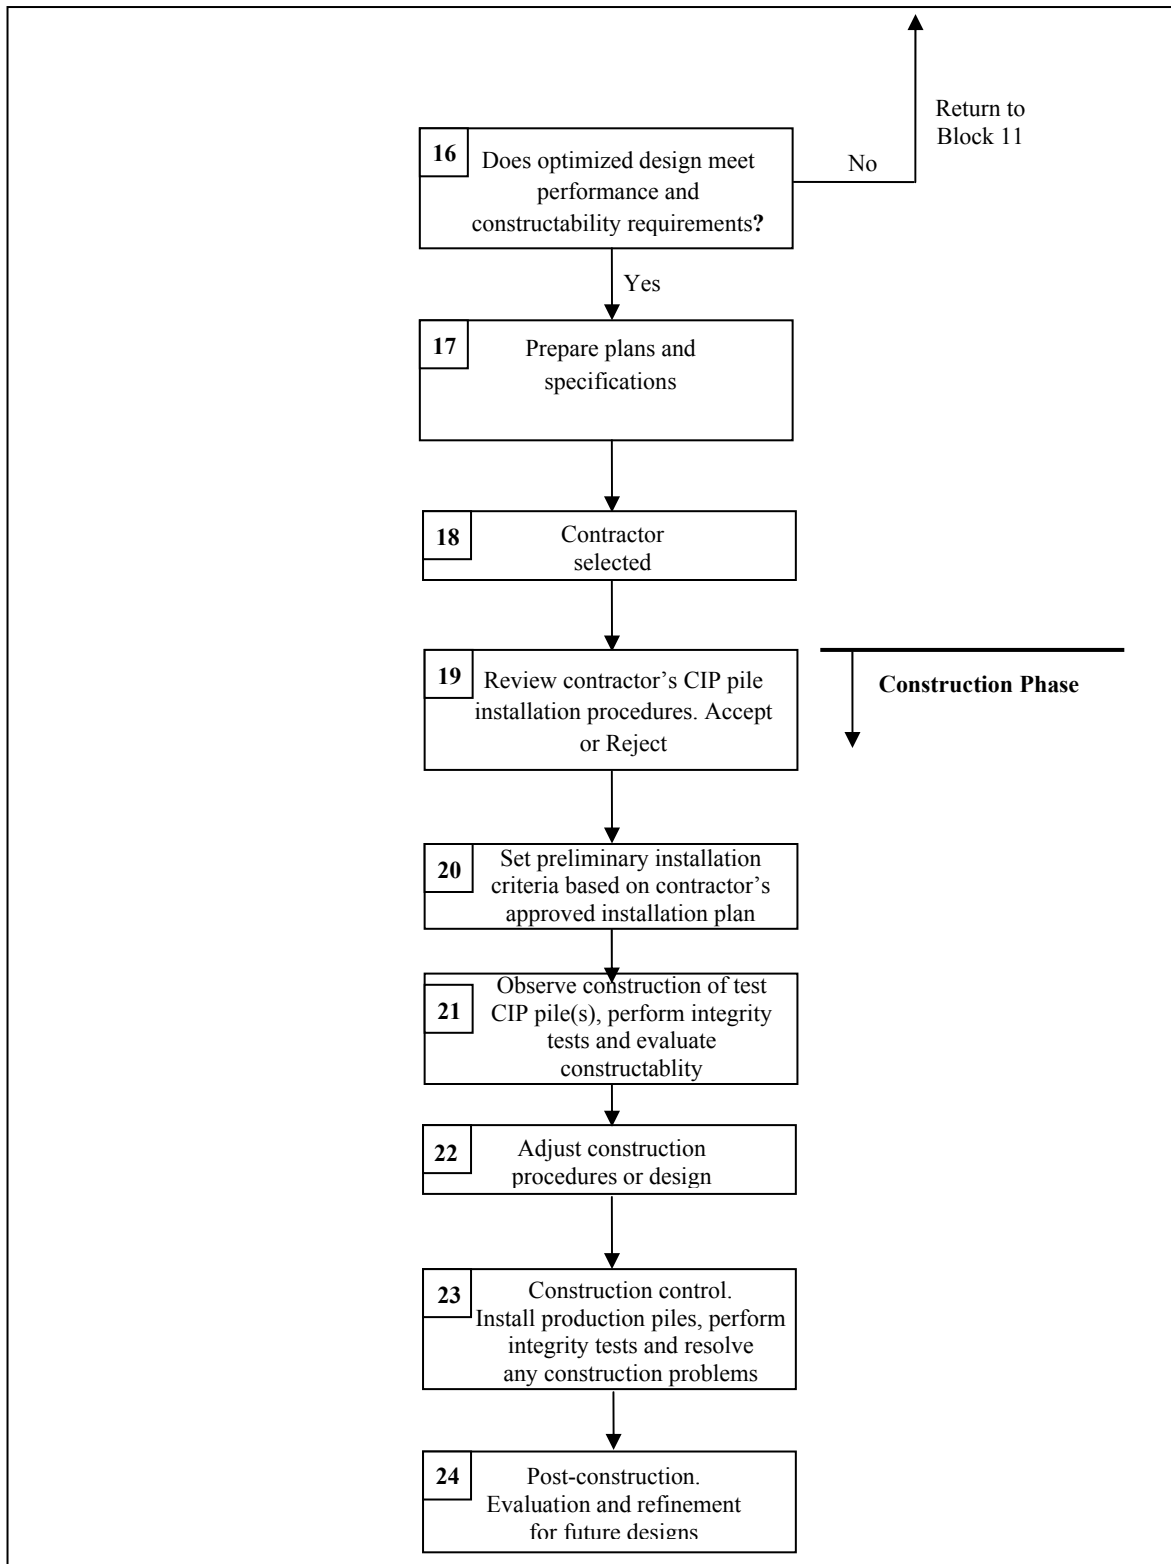 Return to
Block 11
16
Does optimized design meet
performance and
constructability requirements?
No
Yes
17
Prepare plans and
specifications
18
Contractor
selected
19
Review contractor's CIP pile
installation procedures. Accept
or Reject
Construction Phase
20
Set preliminary installation
criteria based on contractor's
approved installation plan
21
Observe construction of test
CIP pile(s), perform integrity
tests and evaluate
constructablity
22
Adjust construction
procedures or design
23
Construction control.
Install production piles, perform
integrity tests and resolve
any construction problems
24
Post-construction.
Evaluation and refinement
for future designs